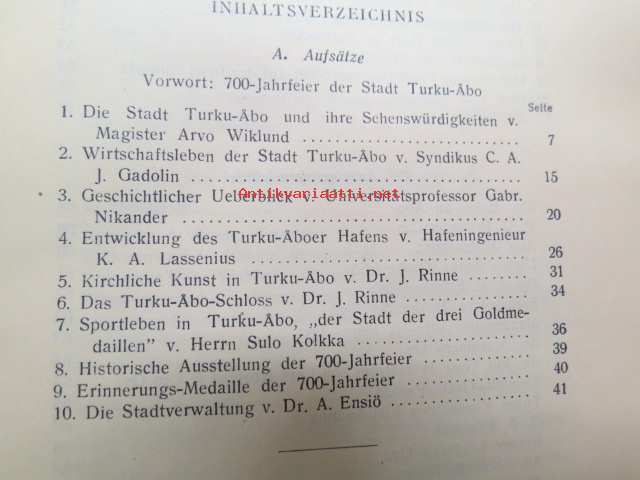 INHALTSVERZEICHNIS
A. Aufsätze
Vorwort: 700-Jahrfeier der Stadt Turku-Åbo
Seite
1. Die Stadt Turku-Åbo und ihre Sehenswürdigkeiten v.
Magister Arvo Wiklund .......................... 7
2. Wirtschaftsleben der Stadt Turku-Åbo v. Syndikus C. A.
J. Gadolin ...................................... 15
Antikvariaatti.net
3. Geschichtlicher Ueberblick v. Universitätsprofessor Gabr.
Nikander ....................................... 20
4. Entwicklung des Turku-Åboer Hafens v. Hafeningenieur
K. A. Lassenius ................................ 26
5. Kirchliche Kunst in Turku-Åbo v. Dr. J. Rinne ........ 31
6. Das Turku-Åbo-Schloss v. Dr. J. Rinne ............... 34
7. Sportleben in Turku-Åbo, „der Stadt der drei Goldme-
daillen" v. Herrn Sulo Kolkka .................... 36
8. Historische Ausstellung der 700-Jahrfeier ............. 39
9. Erinnerungs-Medaille der 700-Jahrfeier ............... 40
10. Die Stadtverwaltung v. Dr. A. Ensiö ................ 41